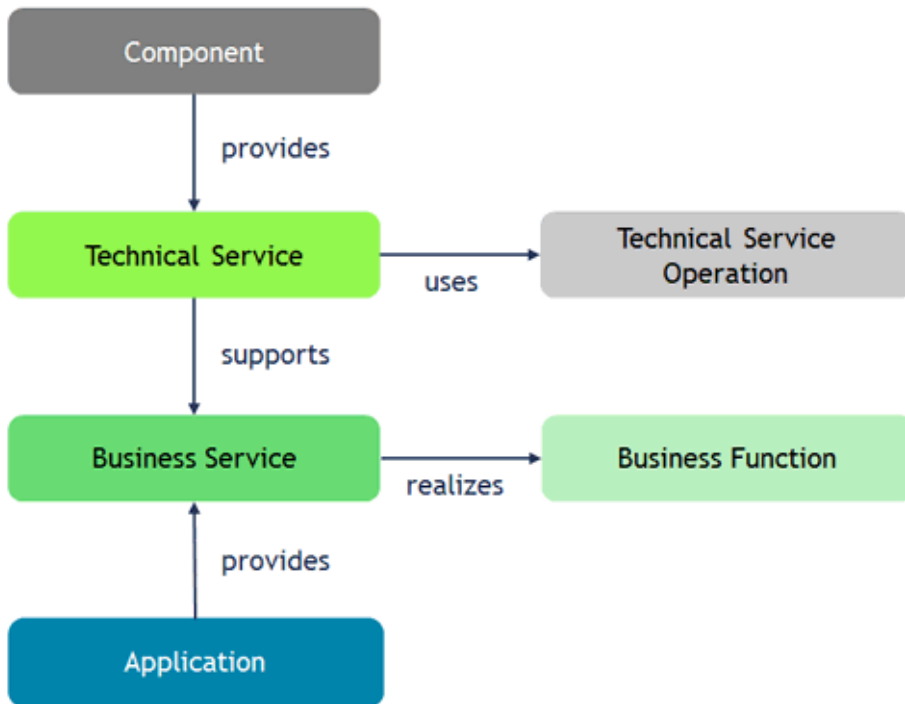 Component
provides
Technical Service
uses
Technical Service
Operation
supports
Business Service
realizes
Business Function
provides
Application